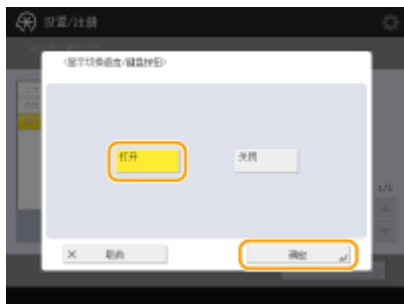 设置/注册
<显示切换语言/键盘按钮>
打开
关闭
1/3
× 取消
确定